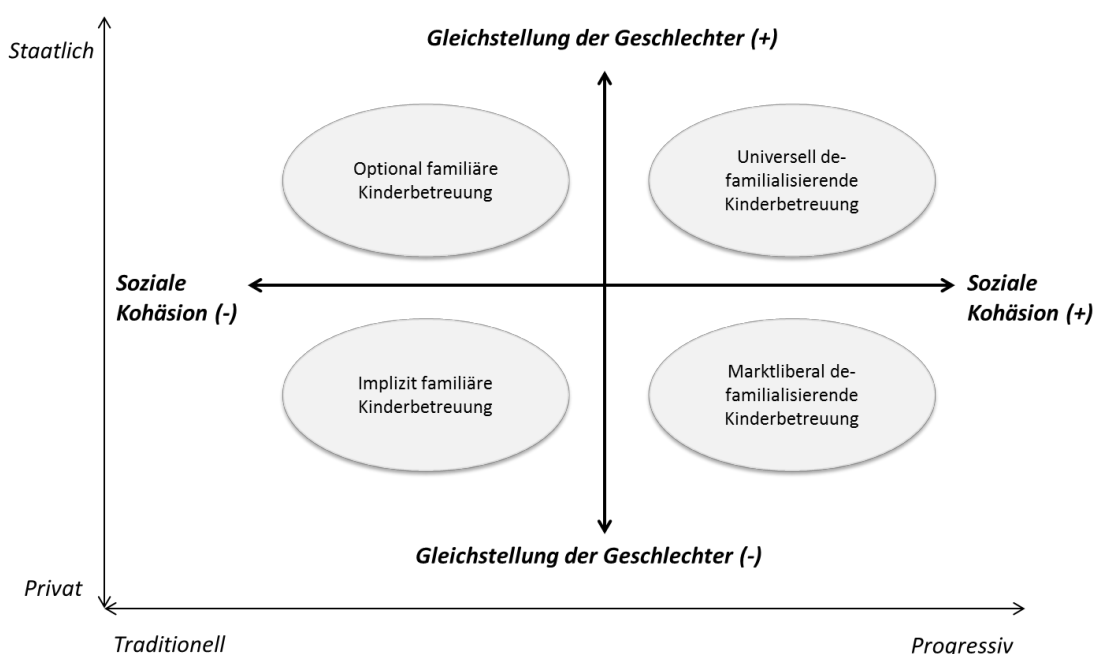 Gleichstellung der Geschlechter (+)
Staatlich
Optional familiäre
Kinderbetreuung
Universell de-
familialisierende
Kinderbetreuung
Soziale
Kohäsion (-)
Soziale
Kohäsion (+)
Implizit familiäre
Kinderbetreuung
Marktliberal de-
familialisierende
Kinderbetreuung
Gleichstellung der Geschlechter (-)
Privat
Traditionell
Progressiv